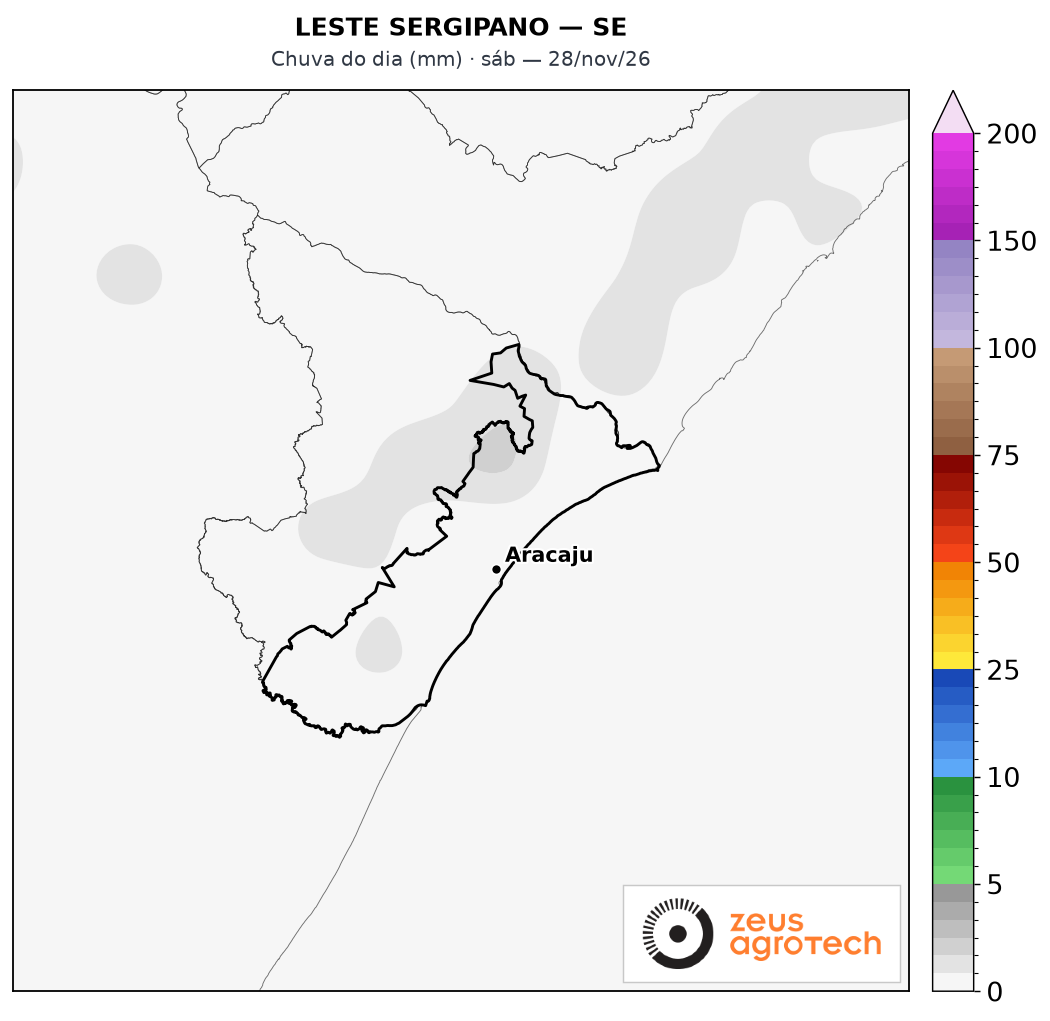 LESTE SERGIPANO — SE
Chuva do dia (mm) · sáb — 28/nov/26
200
150
100
75
50
25
10
5
0
Aracaju
zeus
agrotech